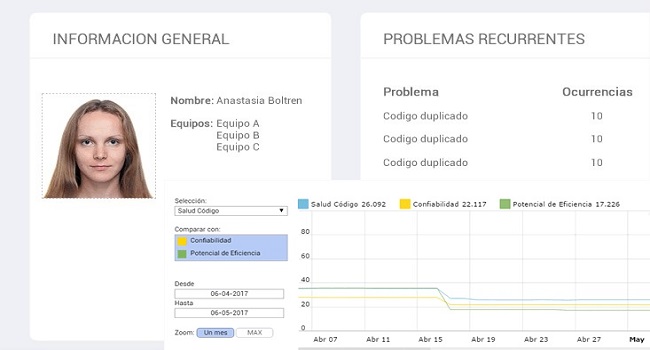 INFORMACION GENERAL
Nombre: Anastasia Boltren
Equipos: Equipo A
Equipo B
Equipo C
PROBLEMAS RECURRENTES
Problema Ocurrencias
Codigo duplicado 10
Codigo duplicado 10
Codigo duplicado 10
Selección:
Salud Código
Comparar con:
Confiabilidad
Potencial de Eficiencia
Desde
06-04-2017
Hasta
06-05-2017
Zoom: Un mes MAX
Salud Código 26.092 Confiabilidad 22.117 Potencial de Eficiencia 17.226
80
60
40
20
0
Abr 07 Abr 11 Abr 15 Abr 19 Abr 23 Abr 27 May